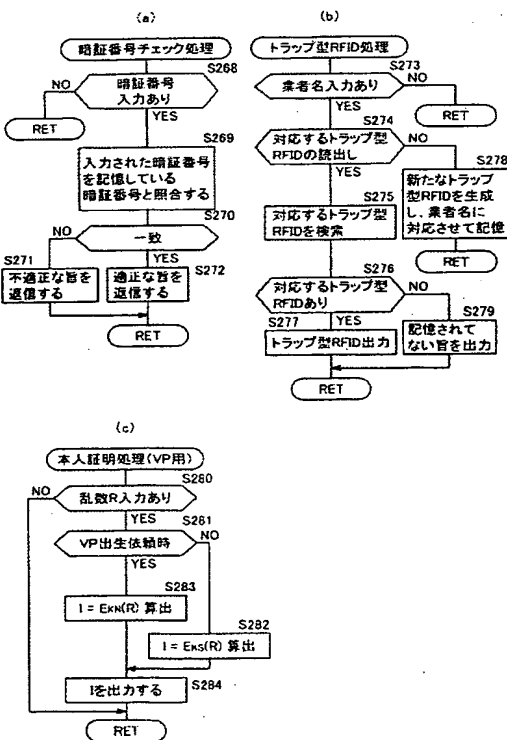 (a)
暗証番号チェック処理
S268
NO
暗証番号
入力あり
RET
YES
S269
入力された暗証番号
を記憶している
暗証番号と照合する
S270
一致
NO
YES
S271
不適正な旨を
返信する
適正な旨を
返信する
S272
RET
(b)
トラップ型RFID処理
S273
業者名入力あり
NO
RET
YES
S274
対応するトラップ型
RFIDの読出し
NO
YES
S278
新たなトラップ
型RFIDを生成
し、業者名に
対応させて記憶
RET
S275
対応するトラップ型
RFIDを検索
S276
対応するトラップ型
RFIDあり
NO
YES
S277
トラップ型RFID出力
S279
記憶されて
ない旨を出力
RET
(c)
本人証明処理(VP用)
S280
NO
乱数R入力あり
YES
S281
VP出生依頼時
NO
YES
S283
I = EKN(R) 算出
S282
I = EKS(R) 算出
Iを出力する
S284
RET